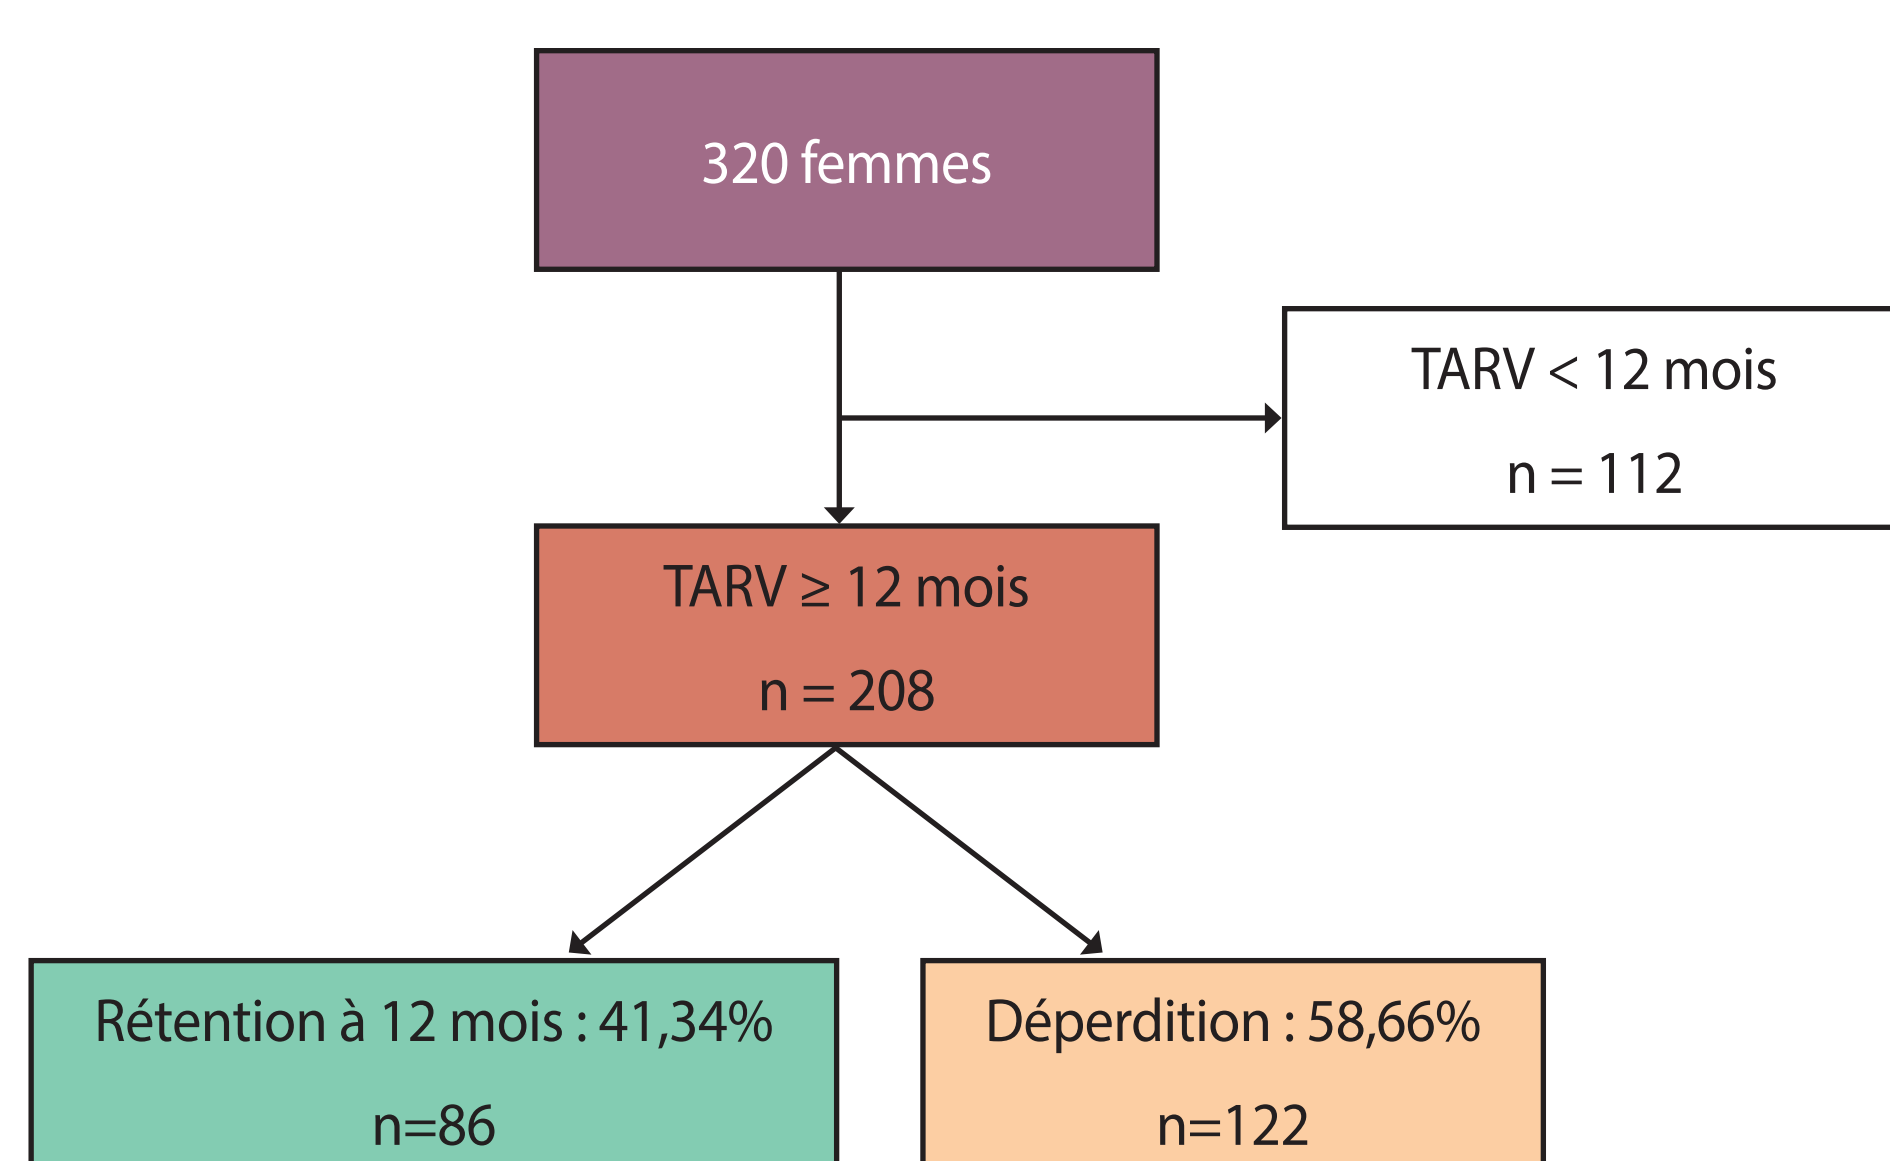 320 femmes
TARV < 12 mois
n = 112
TARV ≥ 12 mois
n = 208
Rétention à 12 mois : 41,34%
n=86
Déperdition : 58,66%
n=122